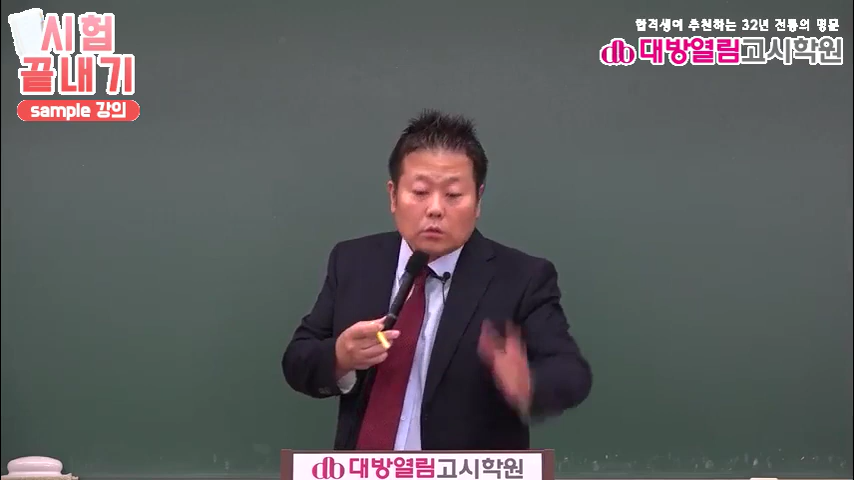 시험
끝내기
sample 강의
합격생이 추천하는 32년 전통의 명문
db 대방열림고시학원
db 대방열림고시학원